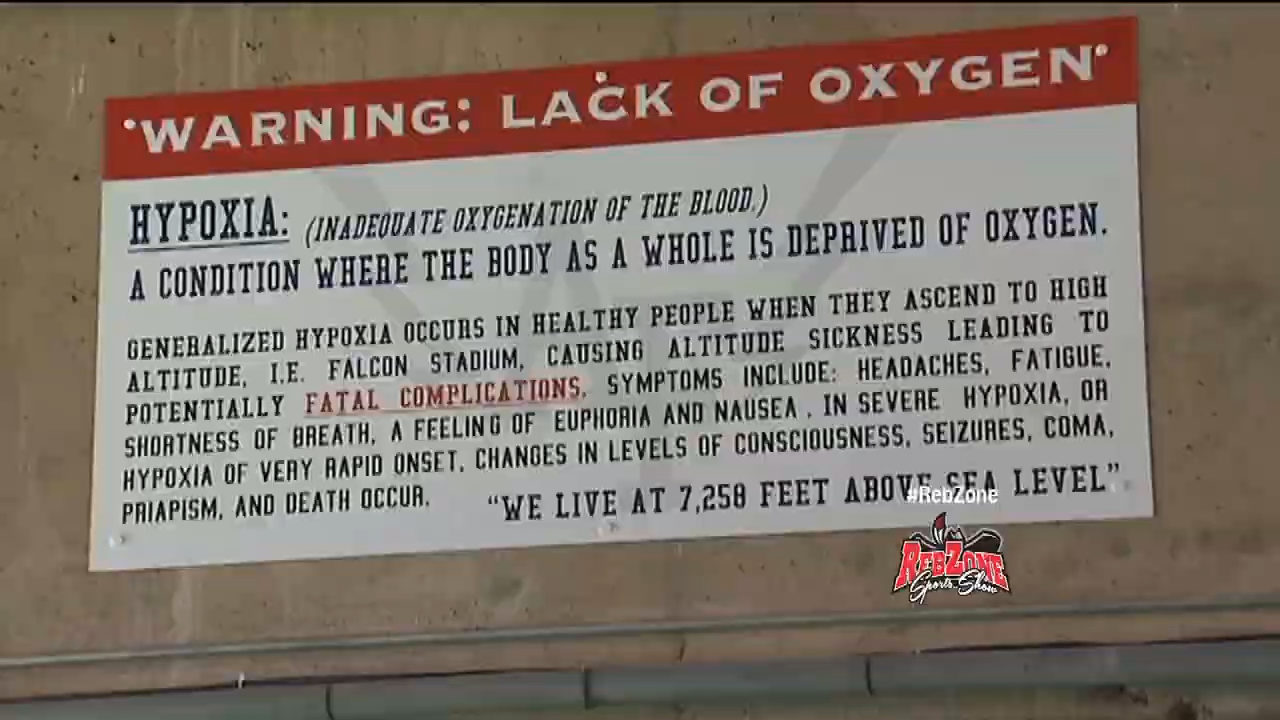 WARNING: LACK OF OXYGEN
HYPOXIA: (INADEQUATE OXYGENATION OF THE BLOOD.)
A CONDITION WHERE THE BODY AS A WHOLE IS DEPRIVED OF OXYGEN.
GENERALIZED HYPOXIA OCCURS IN HEALTHY PEOPLE WHEN THEY ASCEND TO HIGH
ALTITUDE, I.E. FALCON STADIUM, CAUSING ALTITUDE SICKNESS LEADING TO
POTENTIALLY FATAL COMPLICATIONS. SYMPTOMS INCLUDE: HEADACHES, FATIGUE,
SHORTNESS OF BREATH, A FEELING OF EUPHORIA AND NAUSEA . IN SEVERE HYPOXIA, OR
HYPOXIA OF VERY RAPID ONSET, CHANGES IN LEVELS OF CONSCIOUSNESS, SEIZURES, COMA,
PRIAPISM, AND DEATH OCCUR.
“WE LIVE AT 7,258 FEET ABOVE SEA LEVEL”
#RebZone
REBZONE
Sports Show